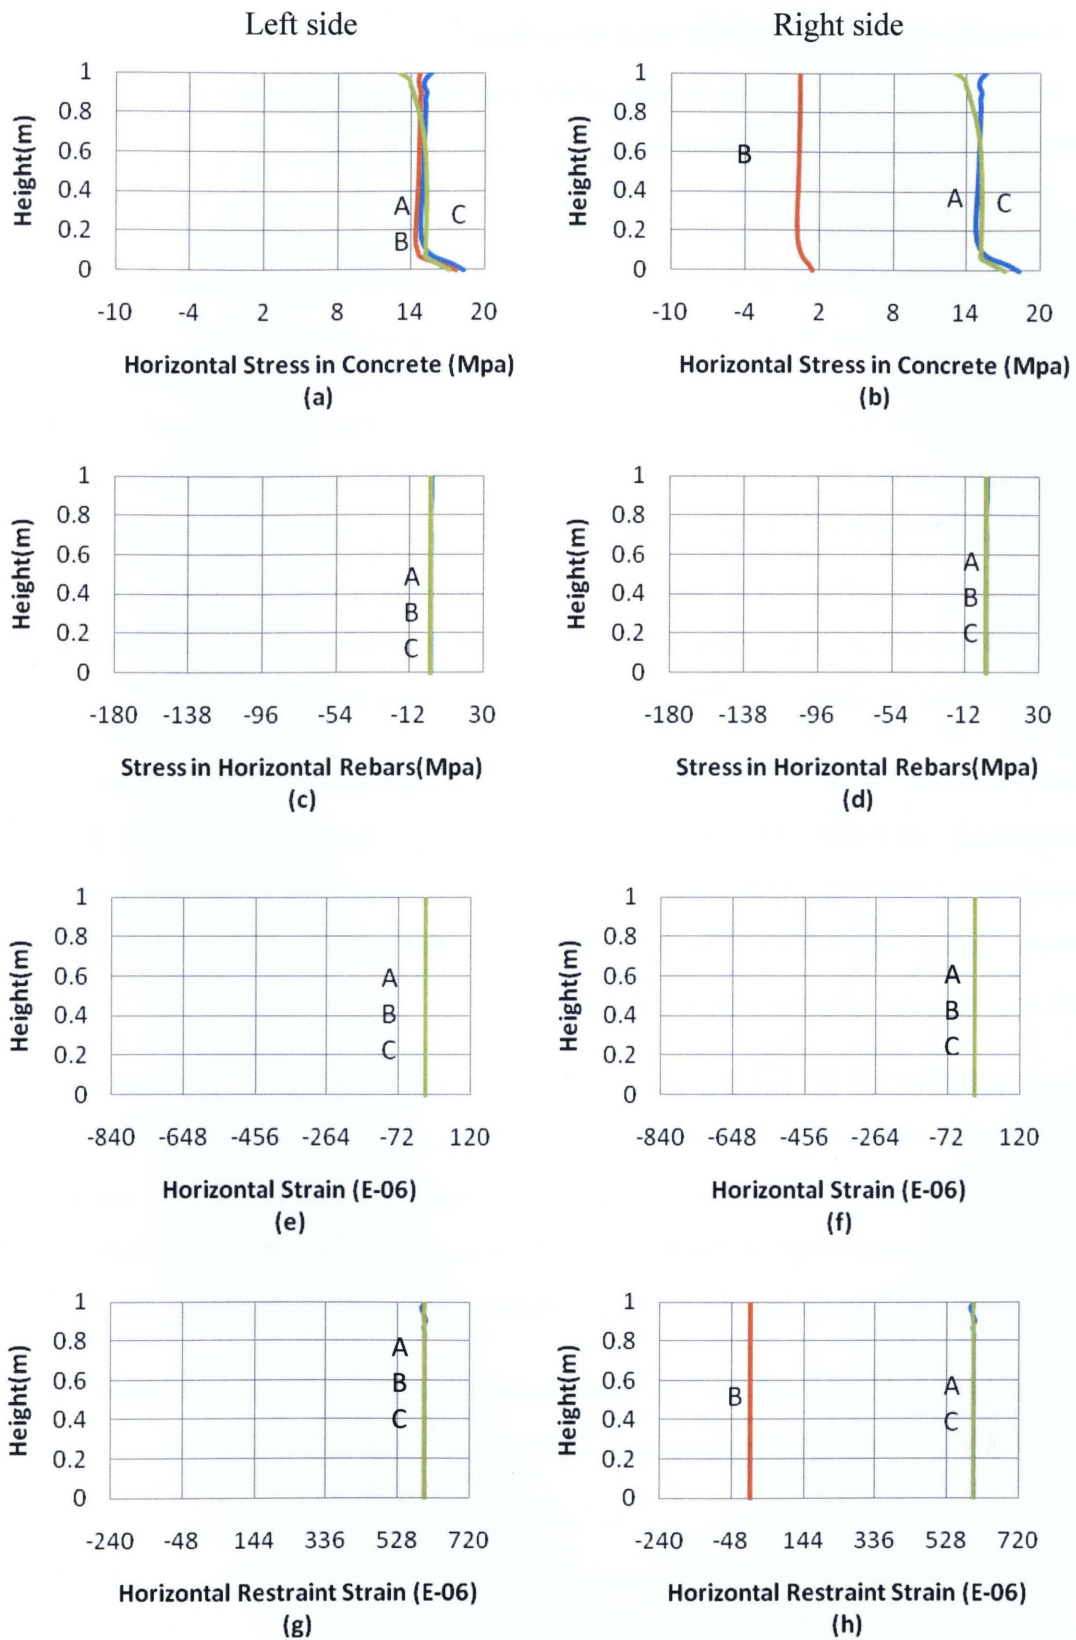 Left side
Right side
Height(m)
1
0.8
0.6
0.4
0.2
0
A
B
C
-10 -4 2 8 14 20
Horizontal Stress in Concrete (Mpa)
(a)
Height(m)
1
0.8
0.6
0.4
0.2
0
B
A C
-10 -4 2 8 14 20
Horizontal Stress in Concrete (Mpa)
(b)
Height(m)
1
0.8
0.6
0.4
0.2
0
A
B
C
-180 -138 -96 -54 -12 30
Stress in Horizontal Rebars(Mpa)
(c)
Height(m)
1
0.8
0.6
0.4
0.2
0
A
B
C
-180 -138 -96 -54 -12 30
Stress in Horizontal Rebars(Mpa)
(d)
Height(m)
1
0.8
0.6
0.4
0.2
0
A
B
C
-840 -648 -456 -264 -72 120
Horizontal Strain (E-06)
(e)
Height(m)
1
0.8
0.6
0.4
0.2
0
A
B
C
-840 -648 -456 -264 -72 120
Horizontal Strain (E-06)
(f)
Height(m)
1
0.8
0.6
0.4
0.2
0
A
B
C
-240 -48 144 336 528 720
Horizontal Restraint Strain (E-06)
(g)
Height(m)
1
0.8
0.6
0.4
0.2
0
B
A
C
-240 -48 144 336 528 720
Horizontal Restraint Strain (E-06)
(h)